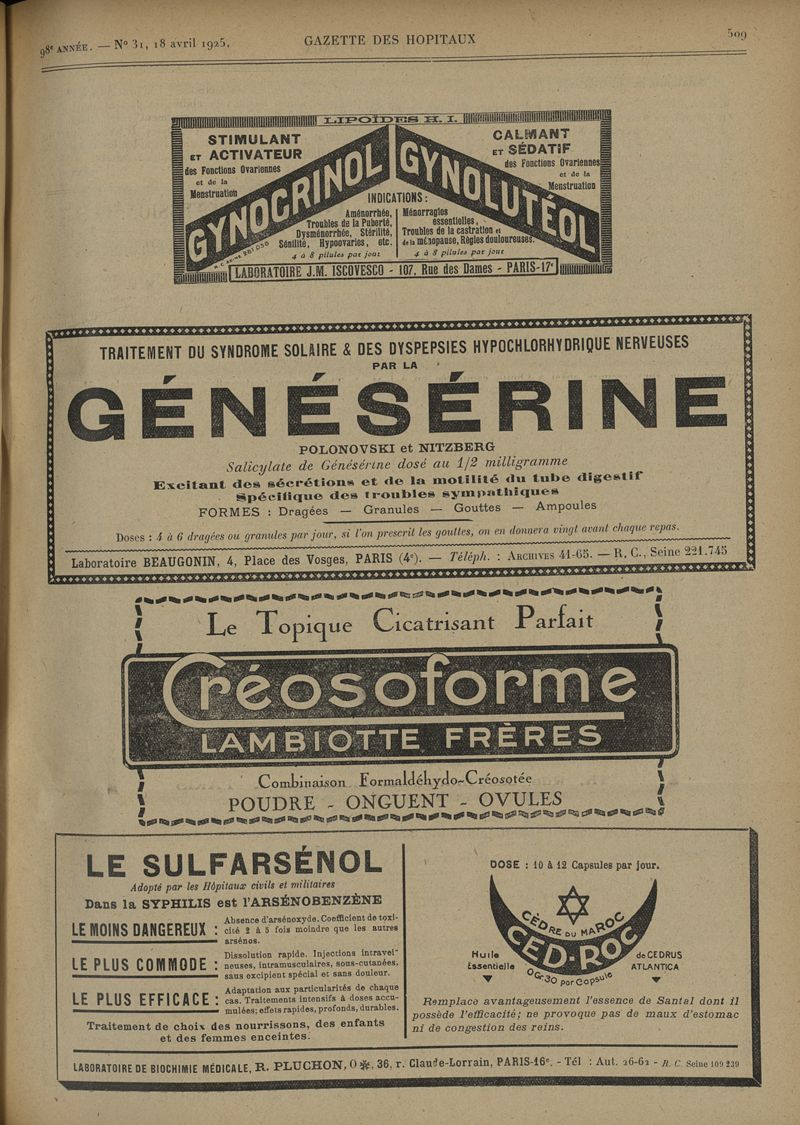 98e ANNÉE. — No 31, 18 avril 1925.
GAZETTE DES HOPITAUX
509
LIPOÏDES H. I.
STIMULANT
ET ACTIVATEUR
des Fonctions Ovariennes
et de la
Menstruation
GYNOCRINOL
CALMANT
ET SÉDATIF
des Fonctions Ovariennes
et de la
Menstruation
GYNOLUTÉOL
INDICATIONS :
Aménorrhée,
Troubles de la Puberté,
Dysménorrhée, Stérilité,
Sénilité, Hypoovaries, etc.
4 à 8 pilules par jour
Ménorragies
essentielles,
Troubles de la castration et
de la ménopause, Règles douloureuses.
4 à 8 pilules par jour
LABORATOIRE J.M. ISCOVESCO - 107, Rue des Dames - PARIS-17e
TRAITEMENT DU SYNDROME SOLAIRE & DES DYSPEPSIES HYPOCHLORHYDRIQUE NERVEUSES
PAR LA
GÉNÉSÉRINE
POLONOVSKI et NITZBERG
Salicylate de Génésérine dosé au 1/2 milligramme
Excitant des sécrétions et de la motilité du tube digestif
Spécifique des troubles sympathiques
FORMES : Dragées — Granules — Gouttes — Ampoules
Doses : 4 à 6 dragées ou granules par jour, si l'on prescrit les gouttes, on en donnera vingt avant chaque repas.
Laboratoire BEAUGONIN, 4, Place des Vosges, PARIS (4e). — Téléph. : ARCHIVES 41-65. — R. C., Seine 221.745
Le Topique Cicatrisant Parfait
Créosoforme
LAMBIOTTE FRÈRES
Combinaison Formaldéhydo-Créosotée
POUDRE - ONGUENT - OVULES
LE SULFARSÉNOL
Adopté par les Hôpitaux civils et militaires
Dans la SYPHILIS est l'ARSÉNOBENZÈNE
LE MOINS DANGEREUX : Absence d'arsénoxyde. Coefficient de toxicité 2 à 5 fois moindre que les autres
arsénos.
LE PLUS COMMODE : Dissolution rapide. Injections intraveineuses, intramusculaires, sous-cutanées,
sans excipient spécial et sans douleur.
LE PLUS EFFICACE : Adaptation aux particularités de chaque
cas. Traitements intensifs à doses accumulées; effets rapides, profonds, durables.
Traitement de choix des nourrissons, des enfants
et des femmes enceintes.
DOSE : 10 à 12 Capsules par jour.
CÈDRE DU MAROC
CED-ROC
0Gr30 par Capsule
Huile
Essentielle
de CEDRUS
ATLANTICA
Remplace avantageusement l'essence de Santal dont il
possède l'efficacité; ne provoque pas de maux d'estomac
ni de congestion des reins.
LABORATOIRE DE BIOCHIMIE MÉDICALE, R. PLUCHON, O ✻, 36, r. Claude-Lorrain, PARIS-16e. - Tél : Aut. 26-62 - R. C. Seine 109 239